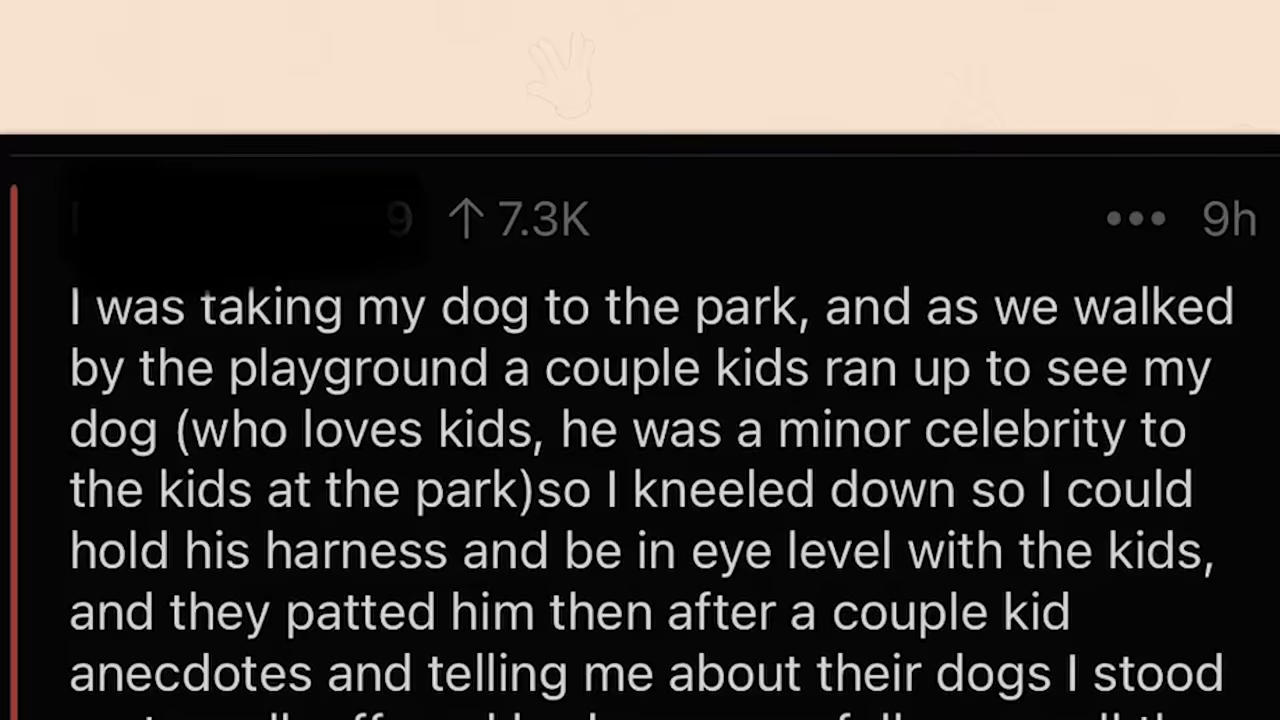 9 ↑ 7.3K ••• 9h
I was taking my dog to the park, and as we walked
by the playground a couple kids ran up to see my
dog (who loves kids, he was a minor celebrity to
the kids at the park)so I kneeled down so I could
hold his harness and be in eye level with the kids,
and they patted him then after a couple kid
anecdotes and telling me about their dogs I stood